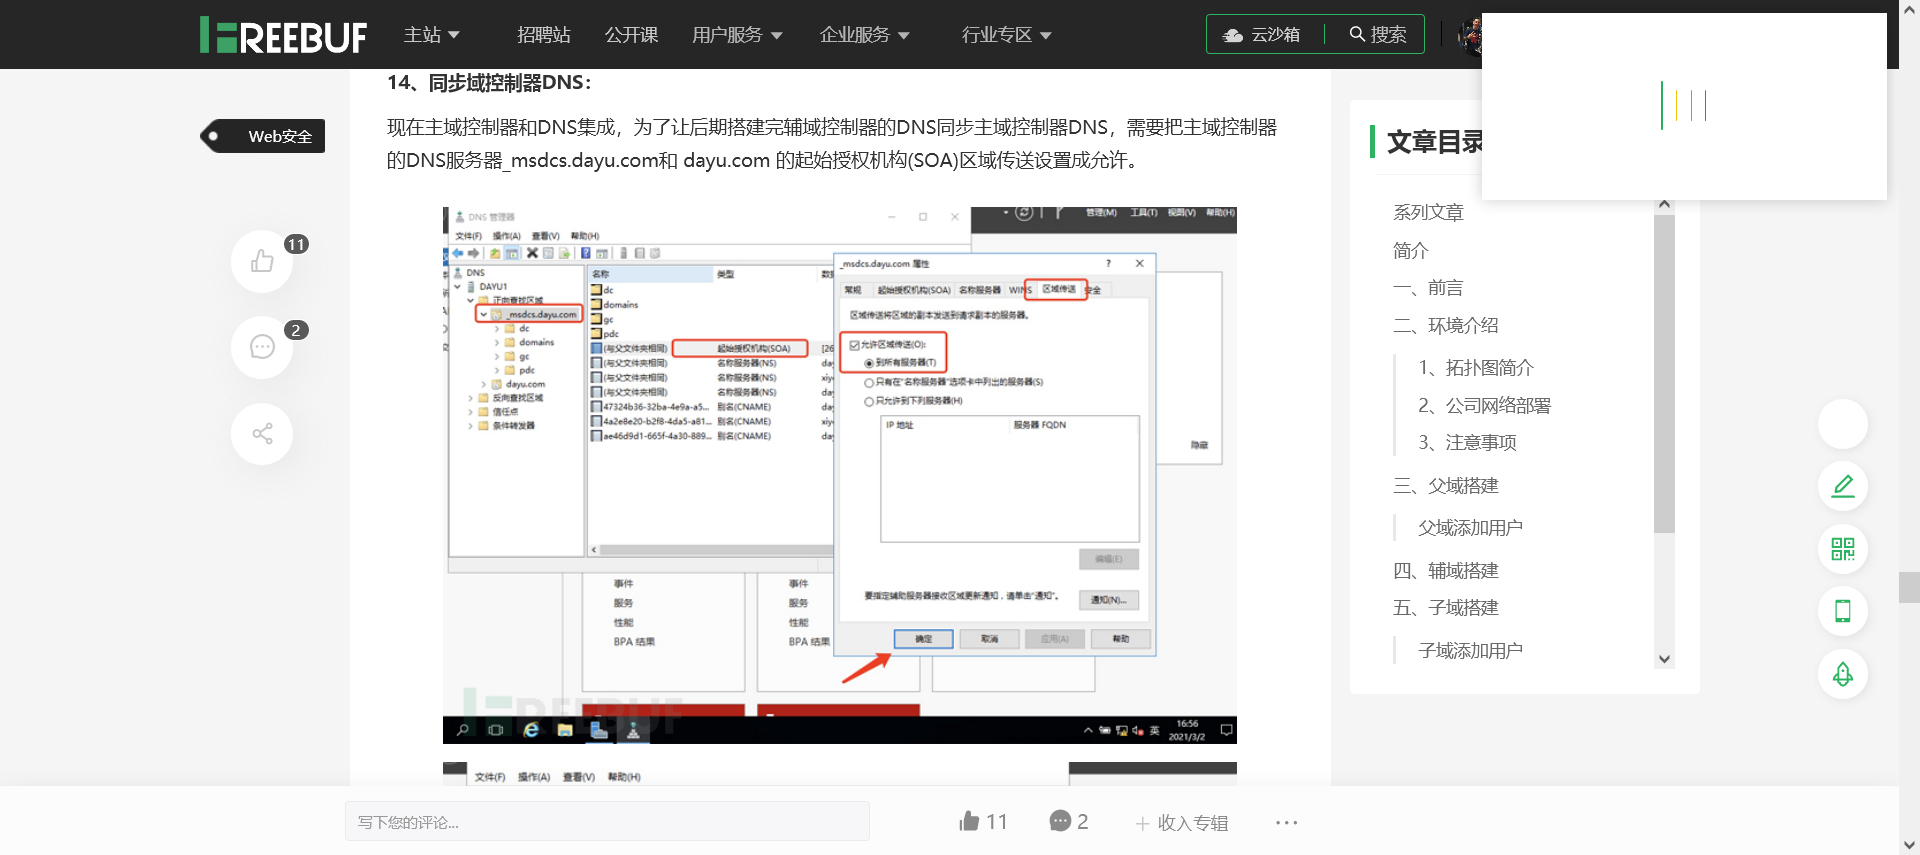 FREEBUF
主站
招聘站
公开课
用户服务
企业服务
行业专区
云沙箱
搜索
14、同步域控制器DNS：
Web安全
现在主域控制器和DNS集成，为了让后期搭建完辅域控制器的DNS同步主域控制器DNS，需要把主域控制器
的DNS服务器_msdcs.dayu.com和 dayu.com 的起始授权机构(SOA)区域传送设置成允许。
11
2
DNS 管理器
文件(F) 操作(A) 查看(V) 帮助(H)
管理(M) 工具(T) 视图(V) 帮助(H)
DNS
DAYU1
正向查找区域
_msdcs.dayu.com
dc
domains
gc
pdc
dayu.com
反向查找区域
信任点
条件转发器
名称 类型
dc
domains
gc
pdc
(与父文件夹相同) 起始授权机构(SOA) [26
(与父文件夹相同) 名称服务器(NS) day
(与父文件夹相同) 名称服务器(NS) xiy
(与父文件夹相同) 名称服务器(NS) day
47324b36-32ba-4e9a-a5... 别名(CNAME) day
4a2e8e20-b2f8-4da5-a81... 别名(CNAME) xiy
ae46d9d1-665f-4a30-889... 别名(CNAME) day
_msdcs.dayu.com 属性
常规 起始授权机构(SOA) 名称服务器 WINS 区域传送 安全
区域传送将区域的副本发送到请求副本的服务器。
允许区域传送(O):
到所有服务器(T)
只有在"名称服务器"选项卡中列出的服务器(S)
只允许到下列服务器(H)
IP 地址 服务器 FQDN
编辑(E)
要指定辅助服务器接收区域更新通知，请单击"通知"。
通知(N)...
确定 取消 应用(A) 帮助
隐藏
事件
服务
性能
BPA 结果
事件
服务
性能
BPA 结果
FREEBUF
英
16:56
2021/3/2
文件(F) 操作(A) 查看(V) 帮助(H)
文章目录
系列文章
简介
一、前言
二、环境介绍
1、拓扑图简介
2、公司网络部署
3、注意事项
三、父域搭建
父域添加用户
四、辅域搭建
五、子域搭建
子域添加用户
写下您的评论...
11
2
收入专辑